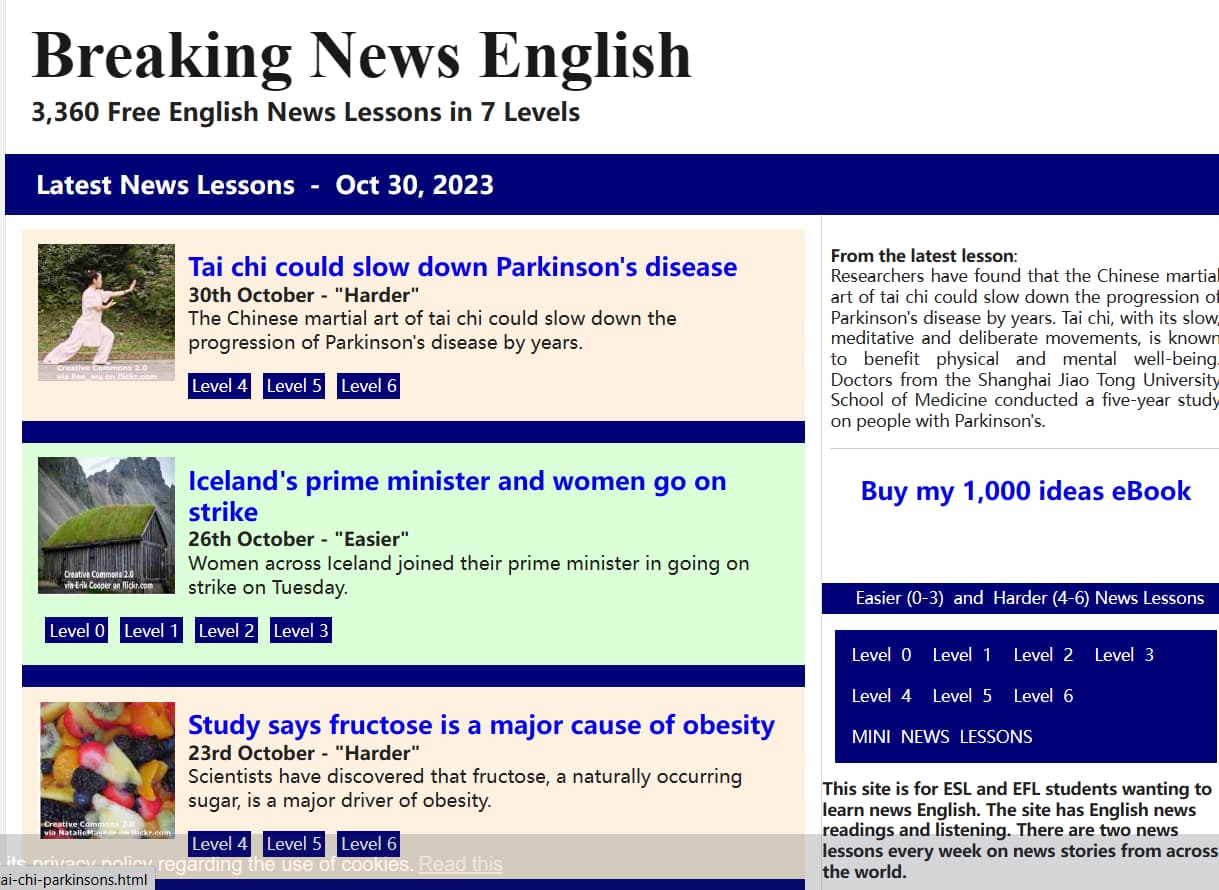 Breaking News English
3,360 Free English News Lessons in 7 Levels
Latest News Lessons - Oct 30, 2023
Creative Commons 2.0
via flickr.com
Tai chi could slow down Parkinson's disease
30th October - "Harder"
The Chinese martial art of tai chi could slow down the
progression of Parkinson's disease by years.
Level 4 Level 5 Level 6
Creative Commons 2.0
via Erik Cooper on flickr.com
Iceland's prime minister and women go on
strike
26th October - "Easier"
Women across Iceland joined their prime minister in going on
strike on Tuesday.
Level 0 Level 1 Level 2 Level 3
Creative Commons 2.0
via NatalieMaynor on flickr.com
Study says fructose is a major cause of obesity
23rd October - "Harder"
Scientists have discovered that fructose, a naturally occurring
sugar, is a major driver of obesity.
Level 4 Level 5 Level 6
its privacy policy regarding the use of cookies. Read this
ai-chi-parkinsons.html
From the latest lesson:
Researchers have found that the Chinese martial
art of tai chi could slow down the progression of
Parkinson's disease by years. Tai chi, with its slow,
meditative and deliberate movements, is known
to benefit physical and mental well-being.
Doctors from the Shanghai Jiao Tong University
School of Medicine conducted a five-year study
on people with Parkinson's.
Buy my 1,000 ideas eBook
Easier (0-3) and Harder (4-6) News Lessons
Level 0 Level 1 Level 2 Level 3
Level 4 Level 5 Level 6
MINI NEWS LESSONS
This site is for ESL and EFL students wanting to
learn news English. The site has English news
readings and listening. There are two news
lessons every week on news stories from across
the world.